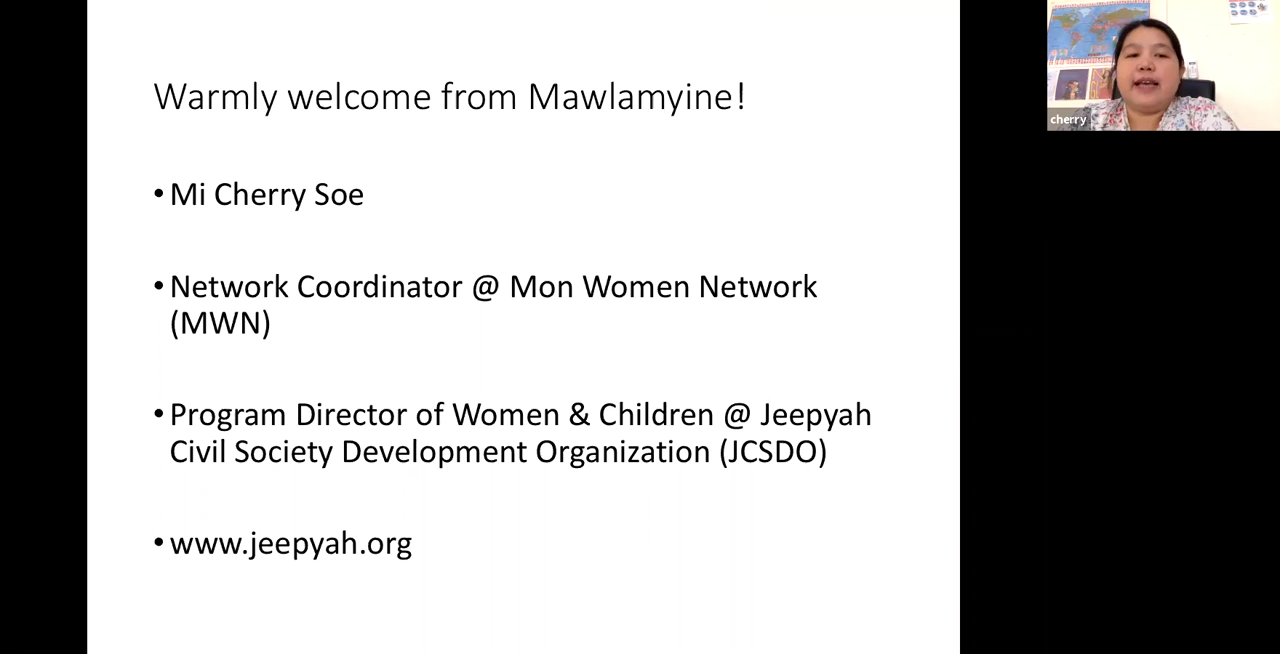 Warmly welcome from Mawlamyine!
• Mi Cherry Soe
• Network Coordinator @ Mon Women Network
(MWN)
• Program Director of Women & Children @ Jeepyah
Civil Society Development Organization (JCSDO)
• www.jeepyah.org
cherry